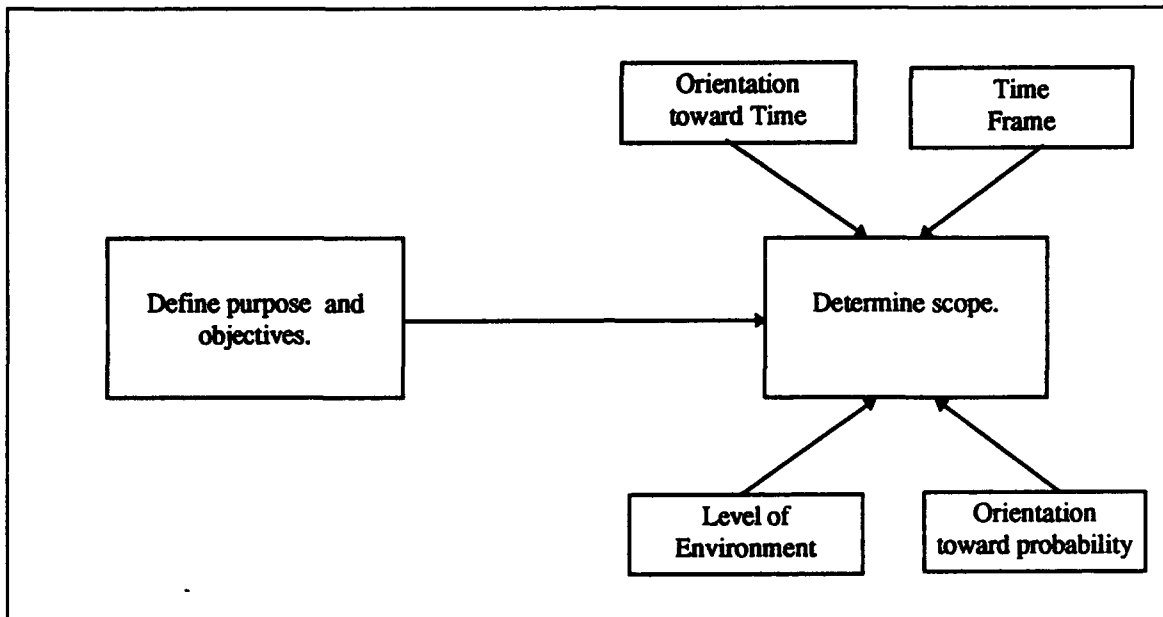 Orientation
toward Time
Time
Frame
Define purpose and
objectives.
Determine scope.
Level of
Environment
Orientation
toward probability